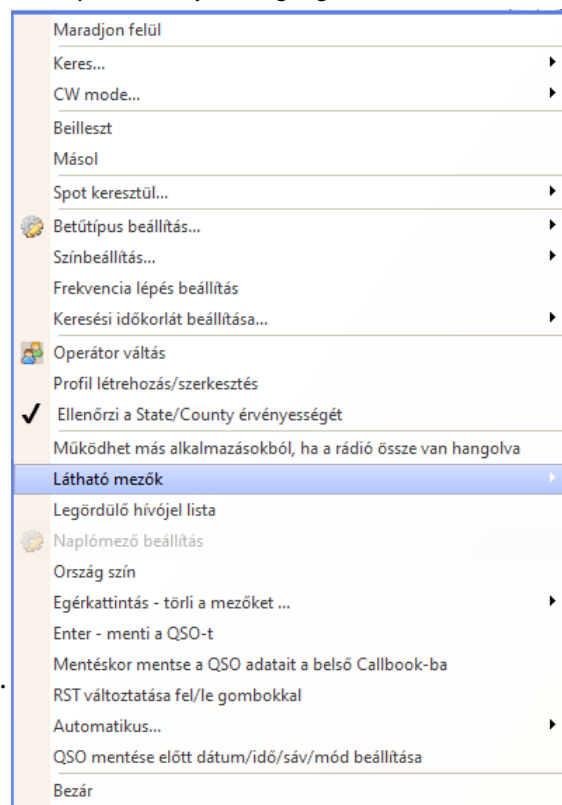 Maradjon felül
Keres...
CW mode...
Beilleszt
Másol
Spot keresztül...
Betűtípus beállítás...
Színbeállítás...
Frekvencia lépés beállítás
Keresési időkorlát beállítása...
Operátor váltás
Profil létrehozás/szerkesztés
Ellenőrzi a State/County érvényességét
Működhet más alkalmazásokból, ha a rádió össze van hangolva
Látható mezők
Legördülő hívójel lista
Naplómező beállítás
Ország szín
Egérkattintás - törli a mezőket ...
Enter - menti a QSO-t
Mentéskor mentse a QSO adatait a belső Callbook-ba
RST változtatása fel/le gombokkal
Automatikus...
QSO mentése előtt dátum/idő/sáv/mód beállítása
Bezár